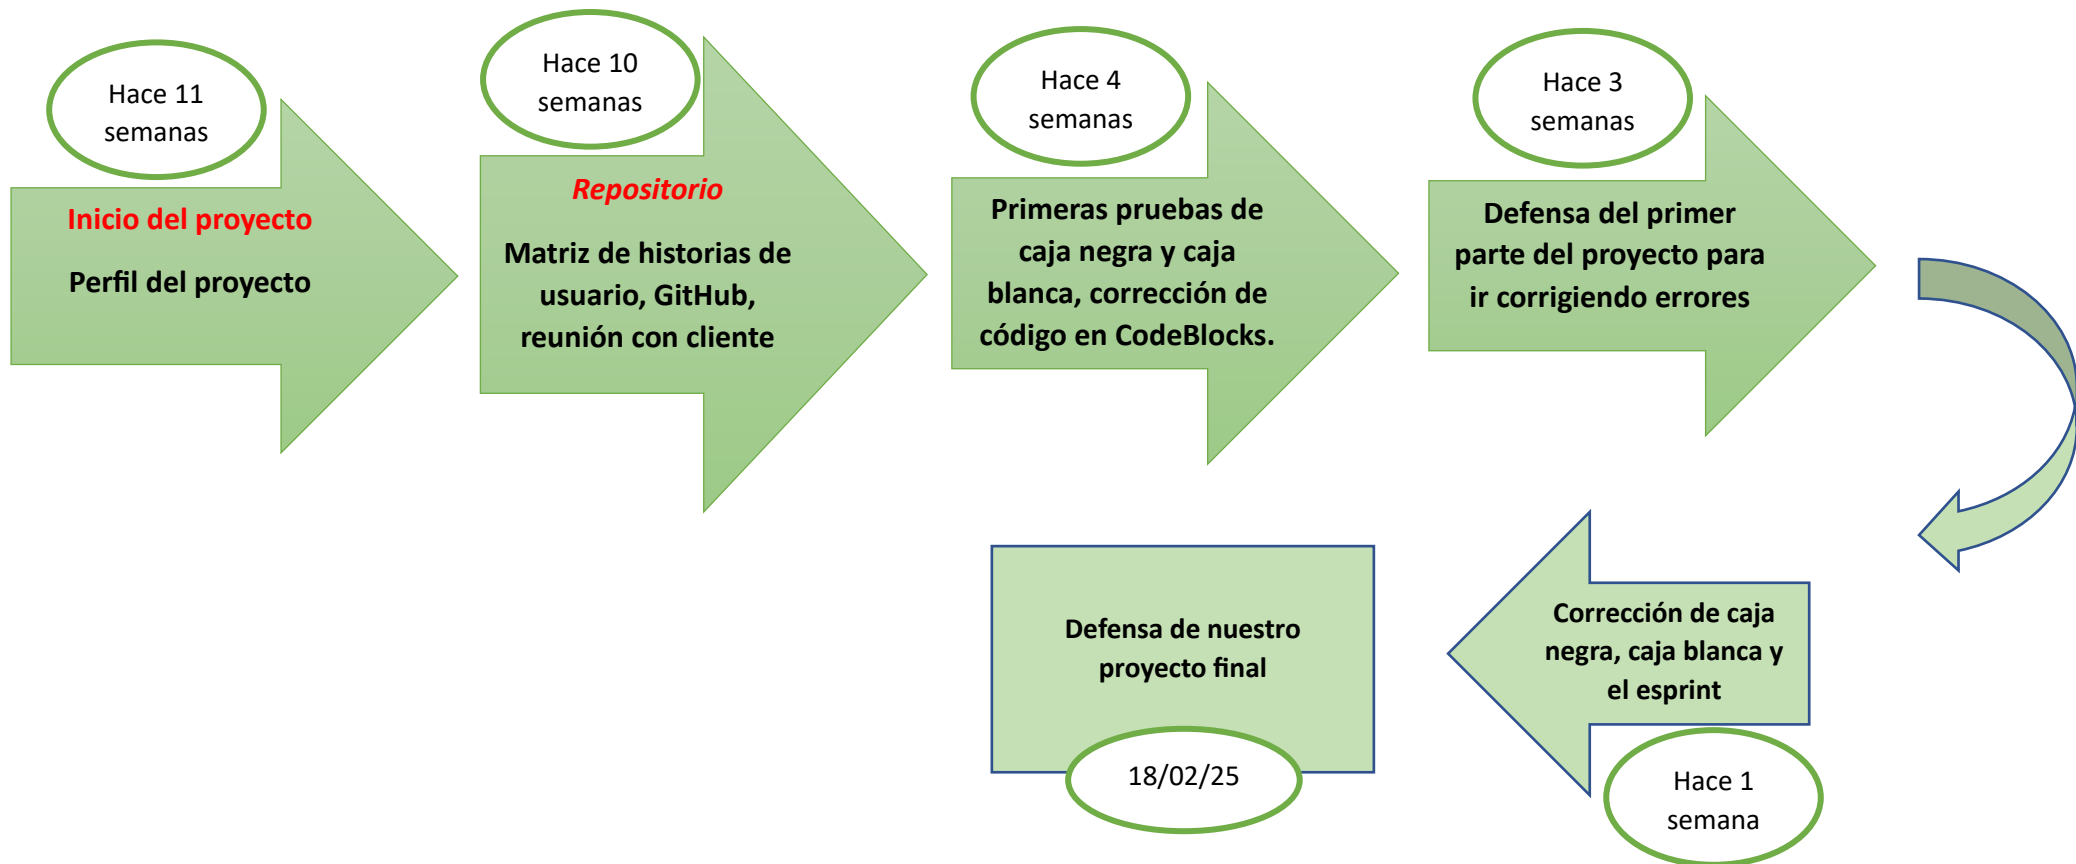 Hace 11
semanas
Inicio del proyecto
Perfil del proyecto
Hace 10
semanas
Repositorio
Matriz de historias de
usuario, GitHub,
reunión con cliente
Hace 4
semanas
Primeras pruebas de
caja negra y caja
blanca, corrección de
código en CodeBlocks.
Hace 3
semanas
Defensa del primer
parte del proyecto para
ir corrigiendo errores
Corrección de caja
negra, caja blanca y
el esprint
Hace 1
semana
Defensa de nuestro
proyecto final
18/02/25